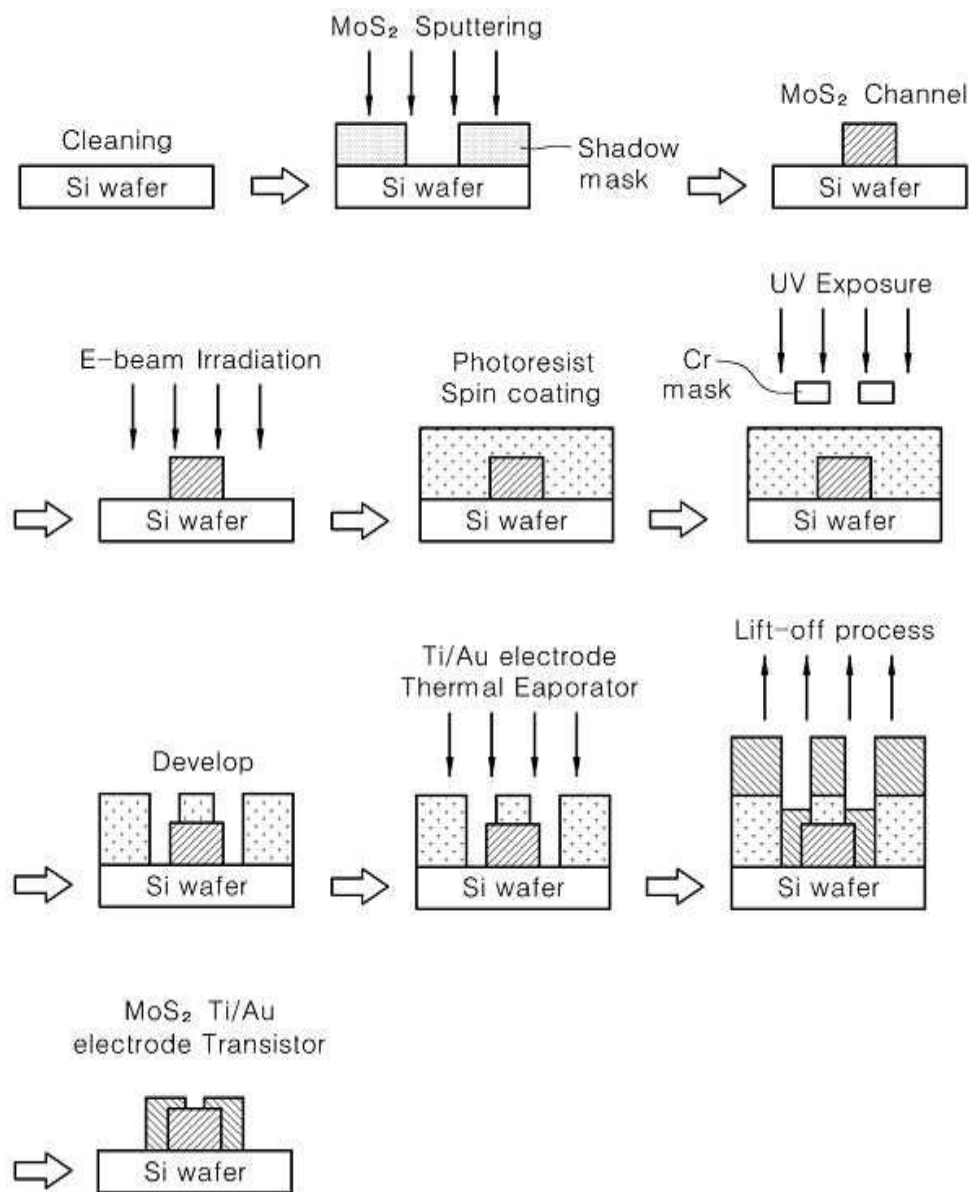 MoS₂ Sputtering
Cleaning
Si wafer
Si wafer
Shadow
mask
MoS₂ Channel
Si wafer
E-beam Irradiation
Si wafer
Photoresist
Spin coating
Si wafer
UV Exposure
Cr
mask
Si wafer
Develop
Si wafer
Ti/Au electrode
Thermal Eaporator
Si wafer
Lift-off process
Si wafer
MoS₂ Ti/Au
electrode Transistor
Si wafer